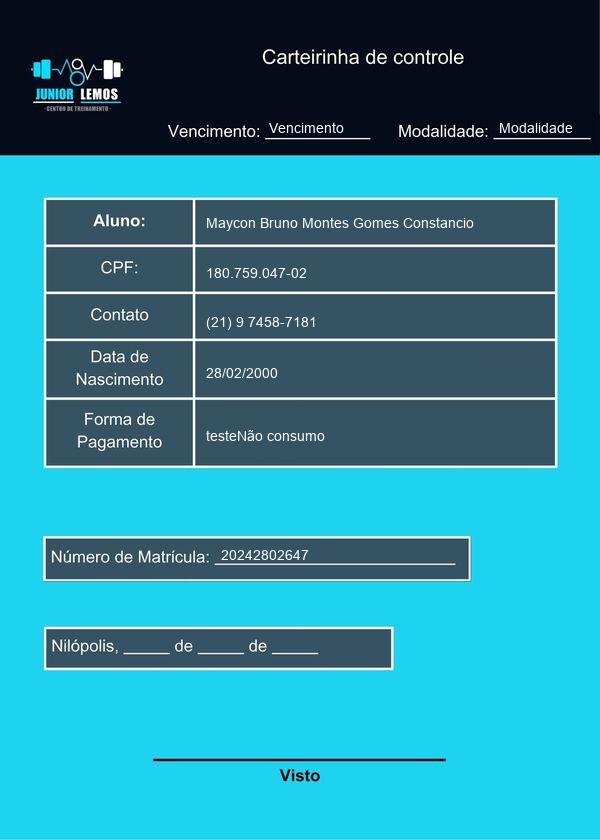 Carteirinha de controle
JUNIOR LEMOS
CENTRO DE TREINAMENTO
Vencimento: Vencimento Modalidade: Modalidade
Aluno: Maycon Bruno Montes Gomes Constancio
CPF: 180.759.047-02
Contato (21) 9 7458-7181
Data de
Nascimento 28/02/2000
Forma de
Pagamento testeNão consumo
Número de Matrícula: 20242802647
Nilópolis, _____ de _____ de _____
Visto